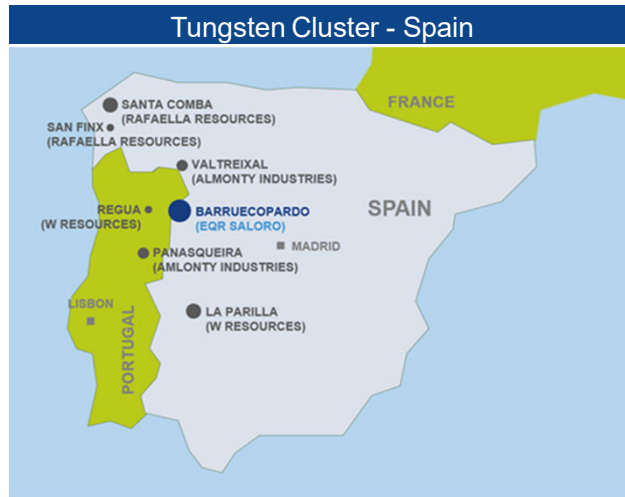 Tungsten Cluster - Spain
FRANCE
SANTA COMBA
(RAFAELLA RESOURCES)
SAN FINX
(RAFAELLA RESOURCES)
VALTREIXAL
(ALMONTY INDUSTRIES)
REGUA
(W RESOURCES)
BARRUECOPARDO
(EQR SALORO)
SPAIN
MADRID
PANASQUEIRA
(AMLONTY INDUSTRIES)
LISBON
PORTUGAL
LA PARILLA
(W RESOURCES)